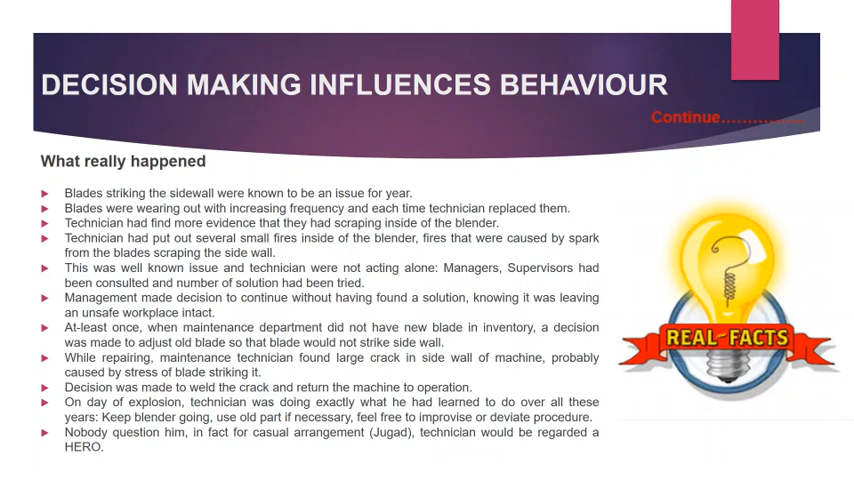 DECISION MAKING INFLUENCES BEHAVIOUR
Continue……………..
What really happened
Blades striking the sidewall were known to be an issue for year.
Blades were wearing out with increasing frequency and each time technician replaced them.
Technician had find more evidence that they had scraping inside of the blender.
Technician had put out several small fires inside of the blender, fires that were caused by spark
from the blades scraping the side wall.
This was well known issue and technician were not acting alone: Managers, Supervisors had
been consulted and number of solution had been tried.
Management made decision to continue without having found a solution, knowing it was leaving
an unsafe workplace intact.
At-least once, when maintenance department did not have new blade in inventory, a decision
was made to adjust old blade so that blade would not strike side wall.
While repairing, maintenance technician found large crack in side wall of machine, probably
caused by stress of blade striking it.
Decision was made to weld the crack and return the machine to operation.
On day of explosion, technician was doing exactly what he had learned to do over all these
years: Keep blender going, use old part if necessary, feel free to improvise or deviate procedure.
Nobody question him, in fact for casual arrangement (Jugad), technician would be regarded a
HERO.
REAL-FACTS